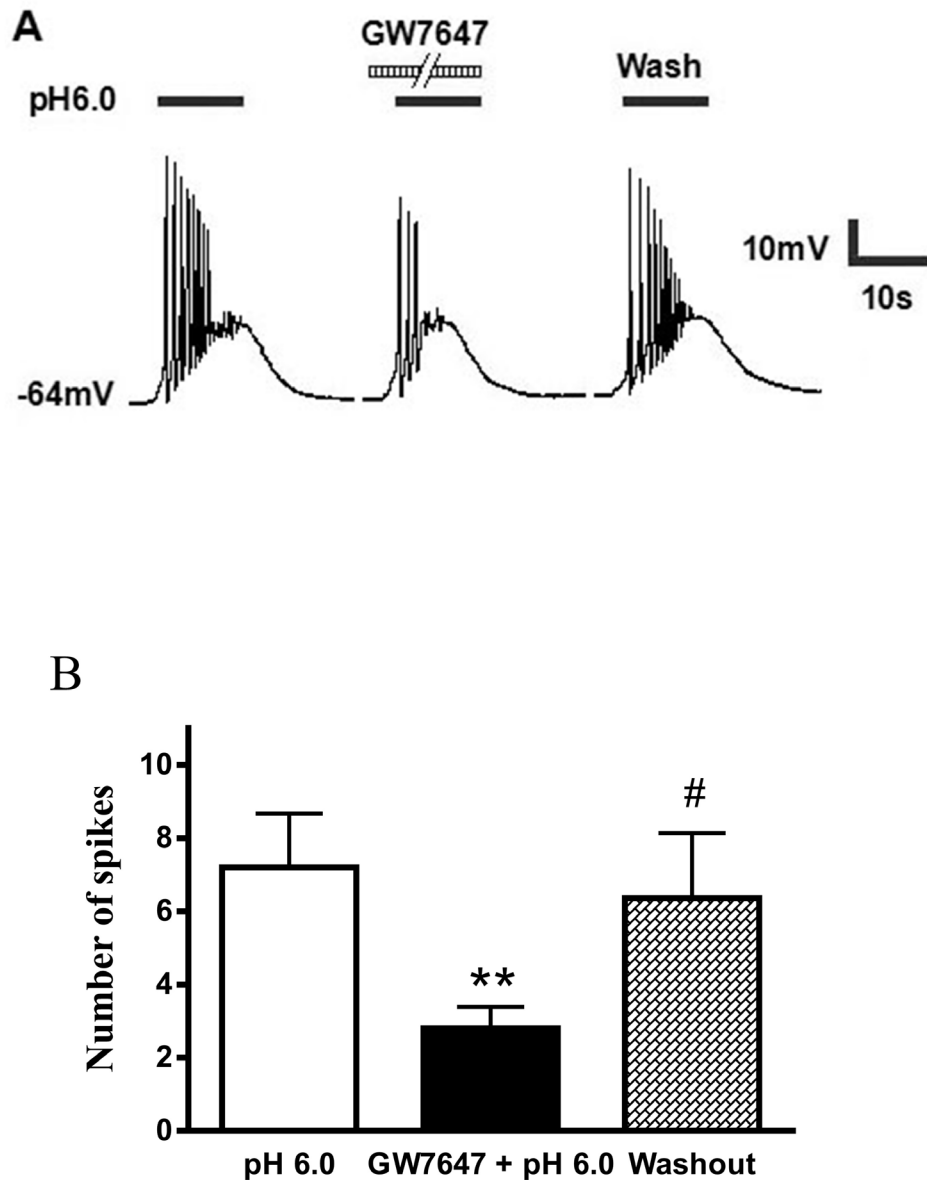 A
GW7647
pH6.0
Wash
10mV
10s
-64mV
B
Number of spikes
10
8
6
4
2
0
**
#
pH 6.0
GW7647 + pH 6.0
Washout